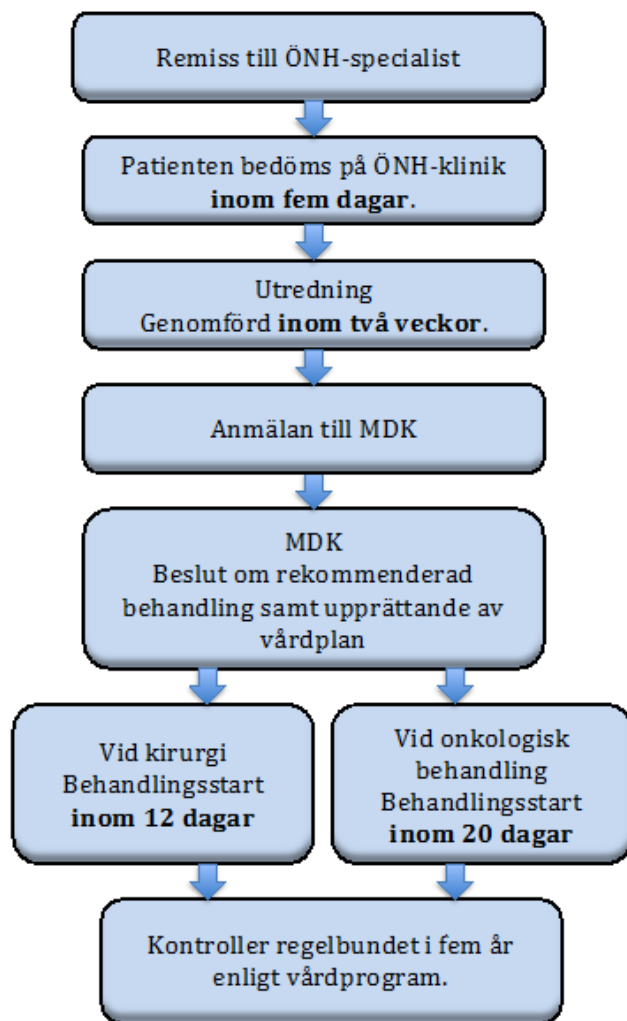 Remiss till ÖNH-specialist
Patienten bedöms på ÖNH-klinik
inom fem dagar.
Utredning
Genomförd inom två veckor.
Anmälan till MDK
MDK
Beslut om rekommenderad
behandling samt upprättande av
vårdplan
Vid kirurgi
Behandlingsstart
inom 12 dagar
Vid onkologisk
behandling
Behandlingsstart
inom 20 dagar
Kontroller regelbundet i fem år
enligt vårdprogram.